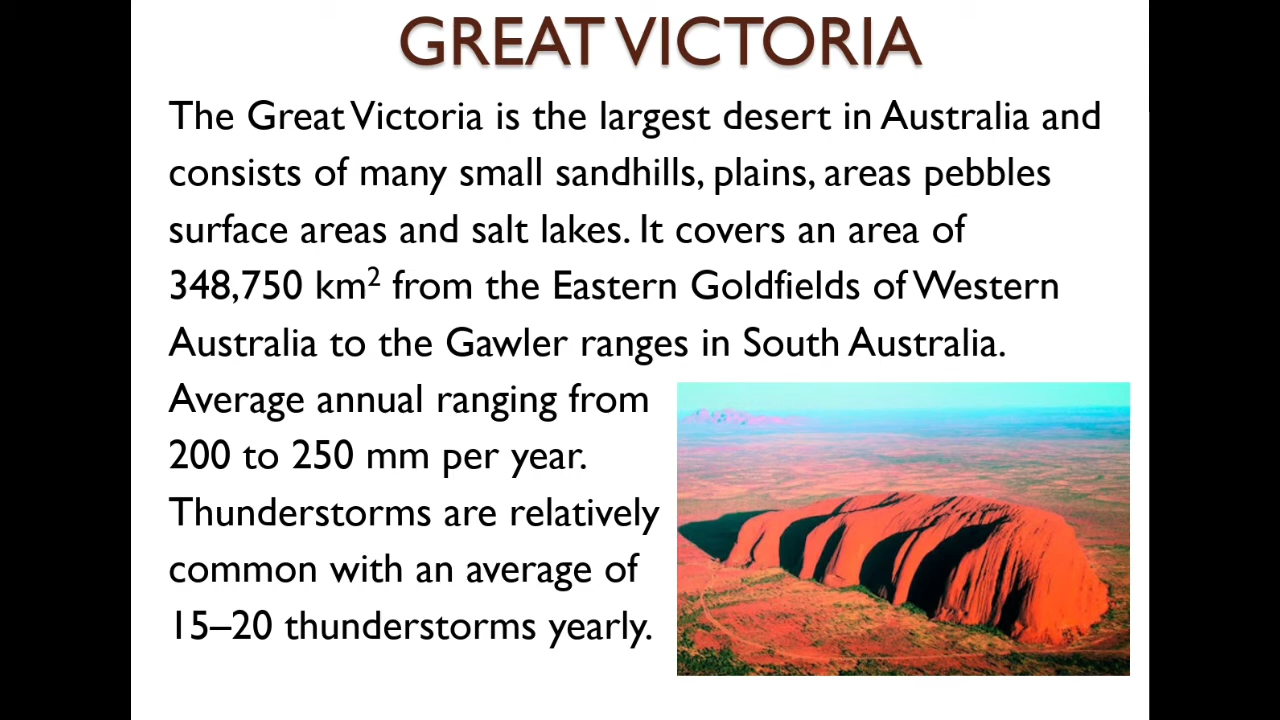 GREAT VICTORIA
The Great Victoria is the largest desert in Australia and
consists of many small sandhills, plains, areas pebbles
surface areas and salt lakes. It covers an area of
348,750 km² from the Eastern Goldfields of Western
Australia to the Gawler ranges in South Australia.
Average annual ranging from
200 to 250 mm per year.
Thunderstorms are relatively
common with an average of
15–20 thunderstorms yearly.